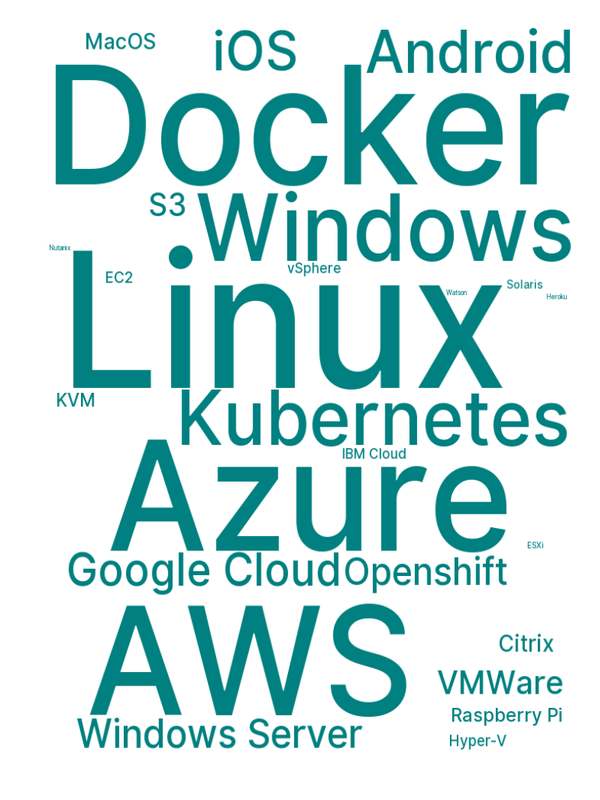 MacOS
iOS
Android
Docker
S3
Windows
Nutanix
Linux
EC2
vSphere
Watson
Solaris
Heroku
KVM
Kubernetes
IBM Cloud
Azure
ESXi
Google Cloud
Openshift
AWS
Citrix
VMWare
Raspberry Pi
Windows Server
Hyper-V